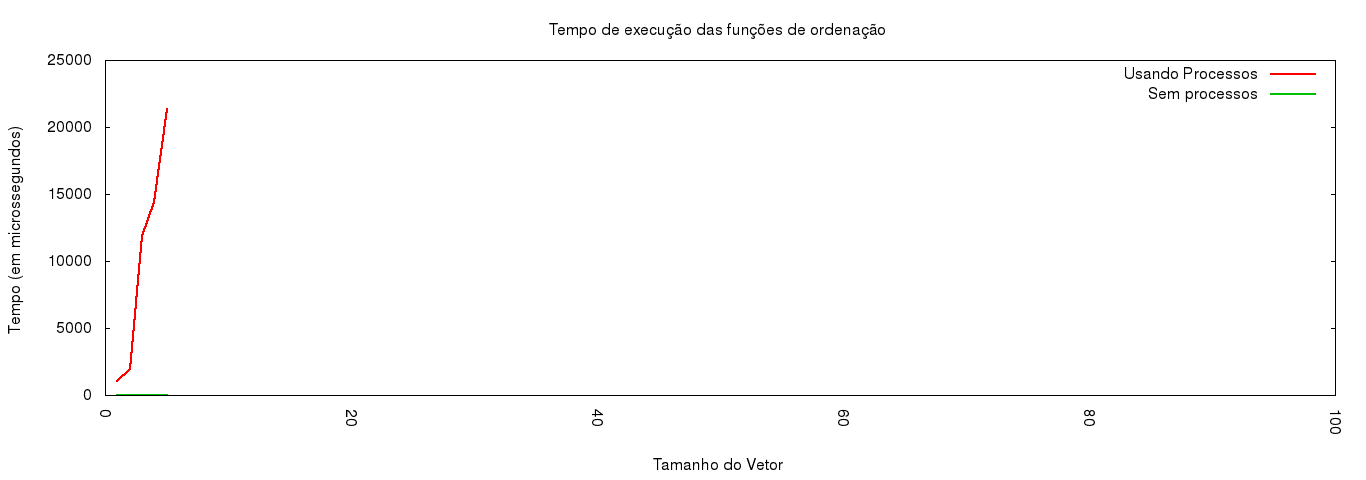 Tempo de execução das funções de ordenação
Usando Processos
Sem processos
25000
20000
15000
10000
5000
0
Tempo (em microssegundos)
0
20
40
60
80
100
Tamanho do Vetor